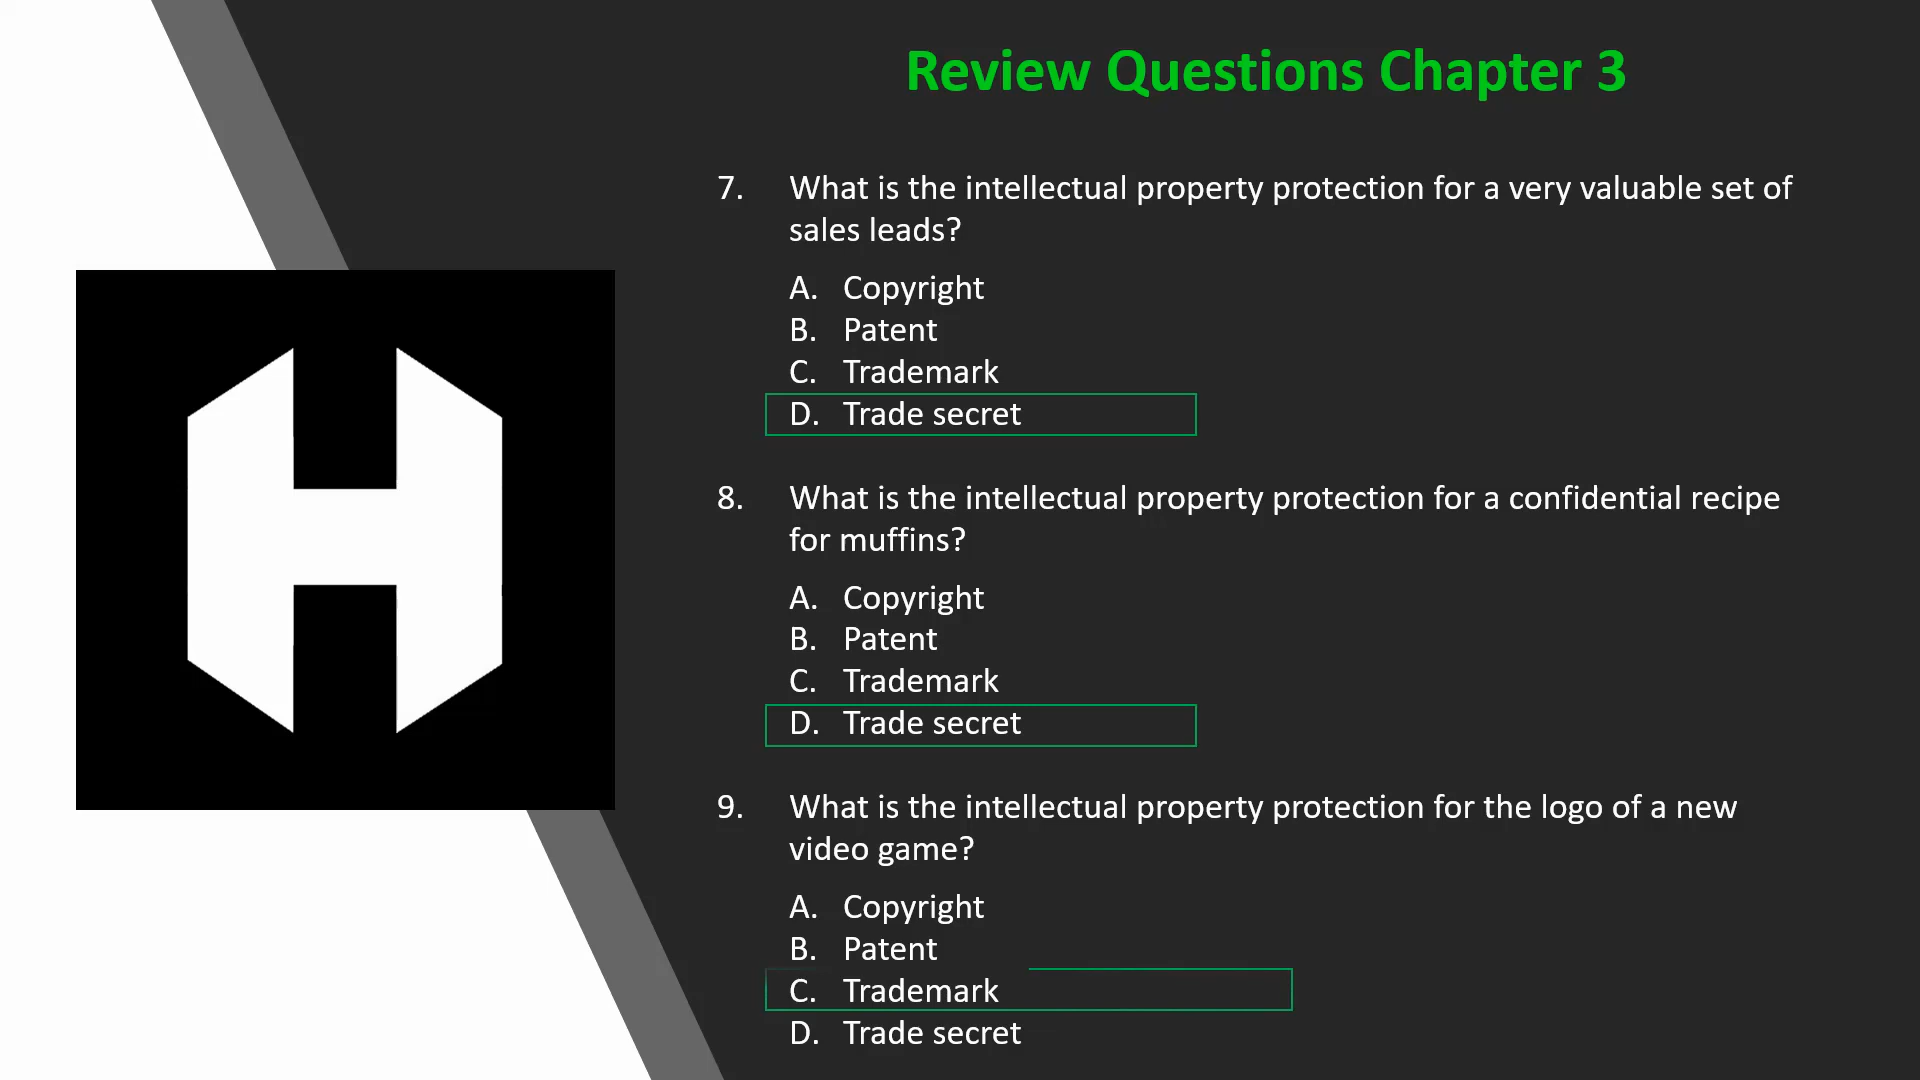 Review Questions Chapter 3
7. What is the intellectual property protection for a very valuable set of
sales leads?
A. Copyright
B. Patent
C. Trademark
D. Trade secret
8. What is the intellectual property protection for a confidential recipe
for muffins?
A. Copyright
B. Patent
C. Trademark
D. Trade secret
9. What is the intellectual property protection for the logo of a new
video game?
A. Copyright
B. Patent
C. Trademark
D. Trade secret
H